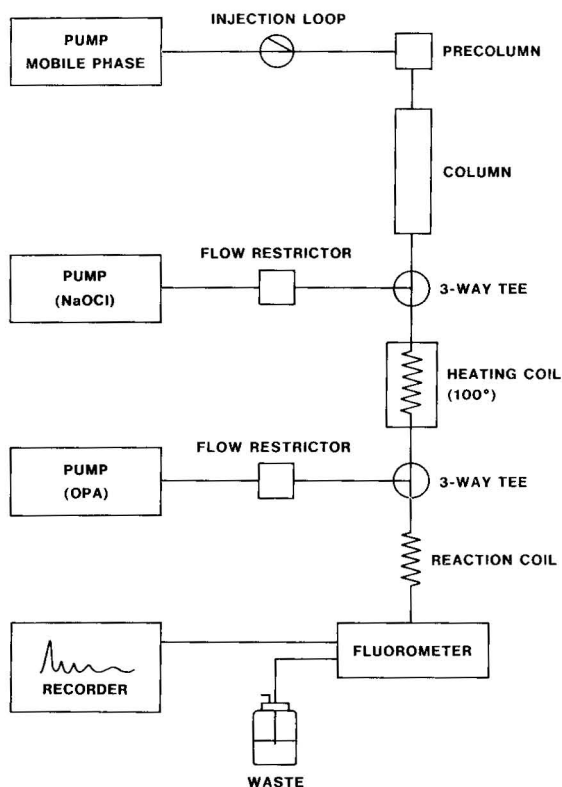 INJECTION LOOP
PUMP
MOBILE PHASE
PRECOLUMN
COLUMN
FLOW RESTRICTOR
PUMP
(NaOCl)
3-WAY TEE
HEATING COIL
(100°)
FLOW RESTRICTOR
PUMP
(OPA)
3-WAY TEE
REACTION COIL
FLUOROMETER
RECORDER
WASTE